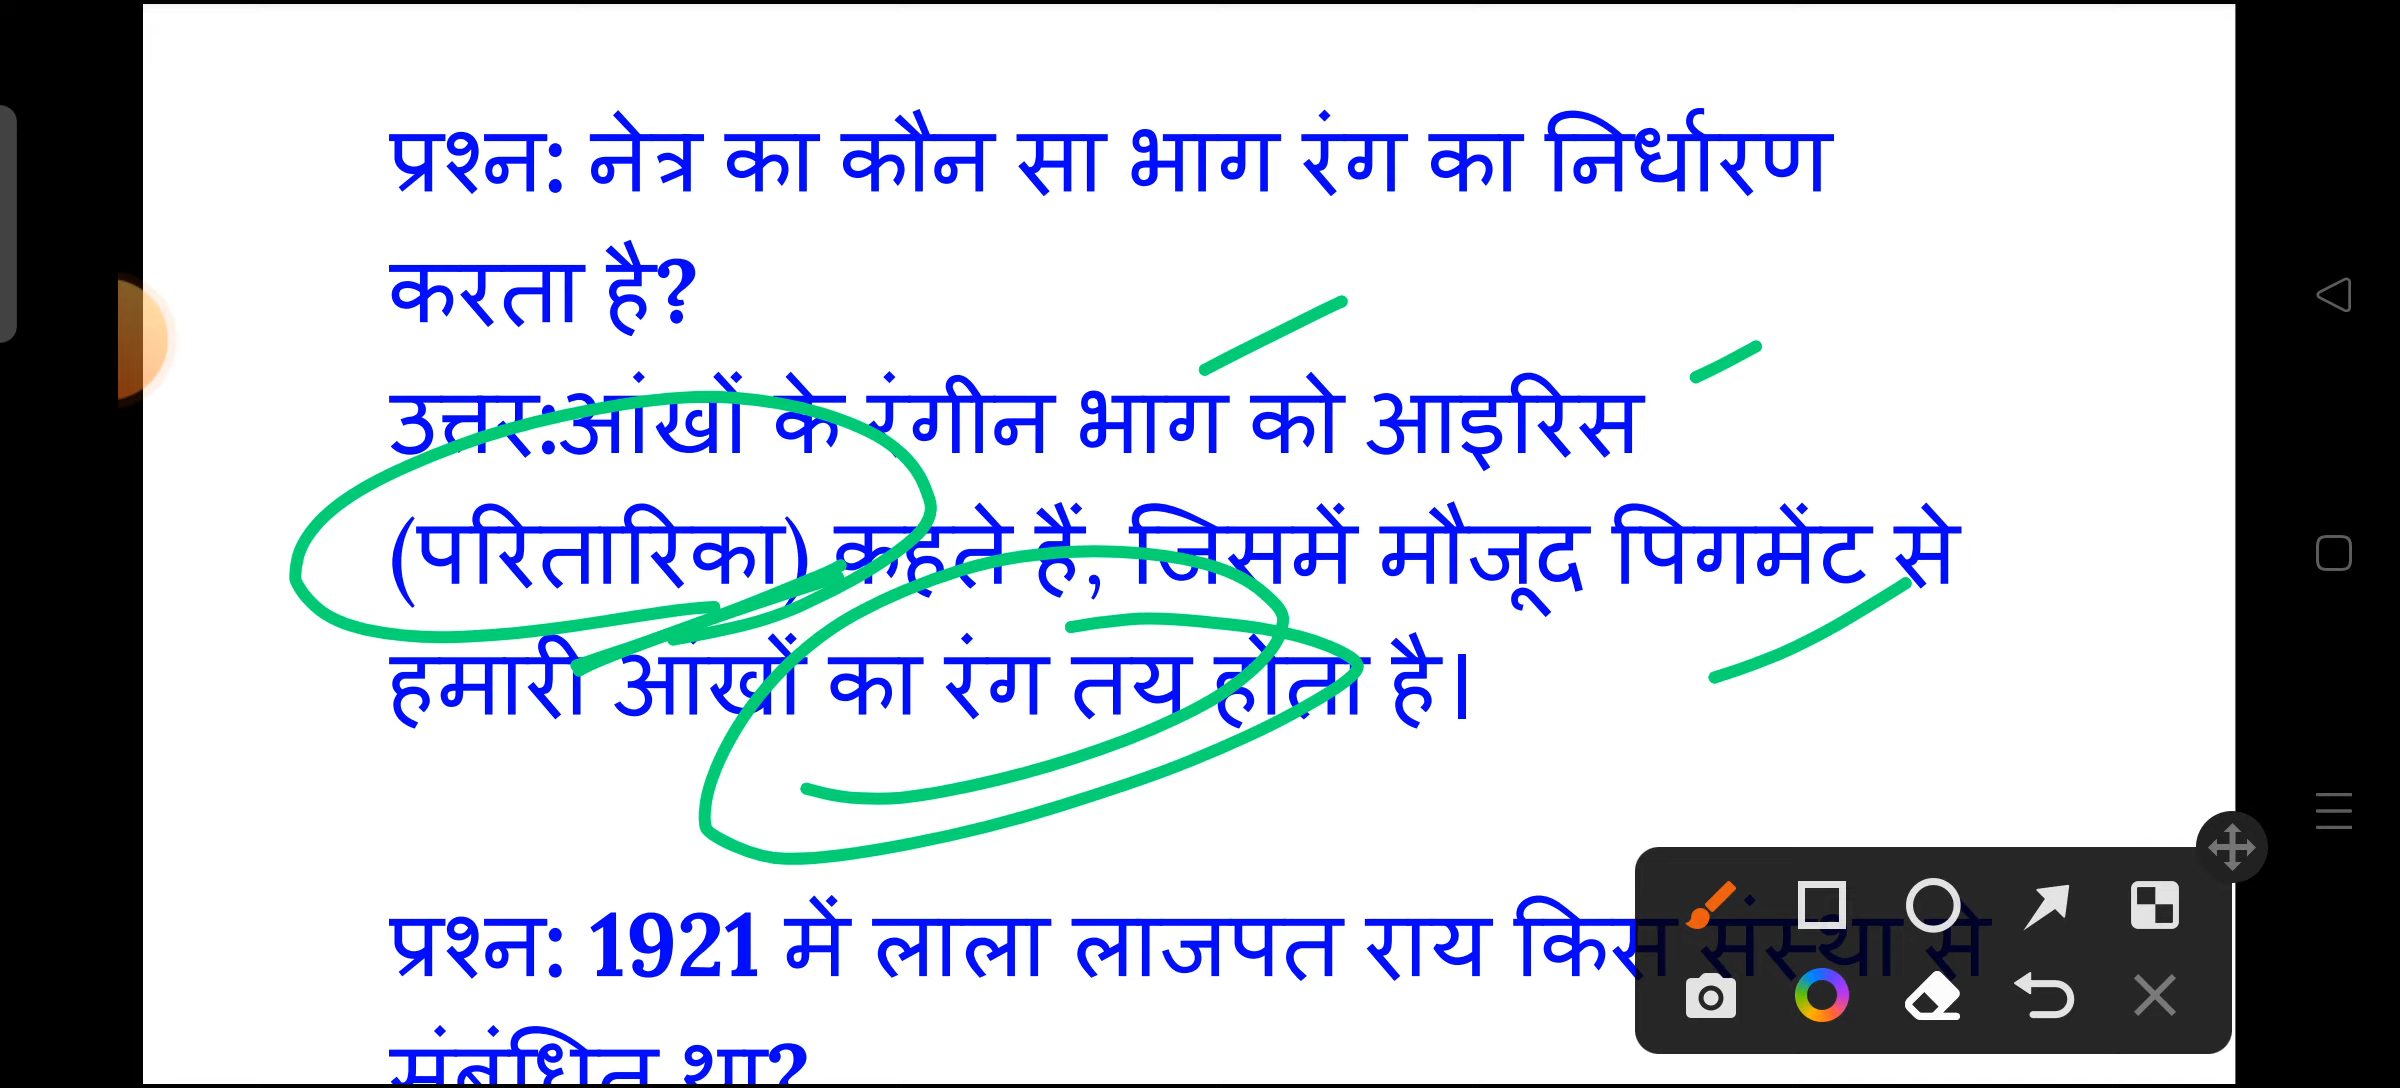 प्रश्न: नेत्र का कौन सा भाग रंग का निर्धारण
करता है?
उत्तर:आंखों के रंगीन भाग को आइरिस
(परितारिका) कहते हैं, जिसमें मौजूद पिगमेंट से
हमारी आंखों का रंग तय होता है।
प्रश्न: 1921 में लाला लाजपत राय किस संस्था से
संबंधित था?